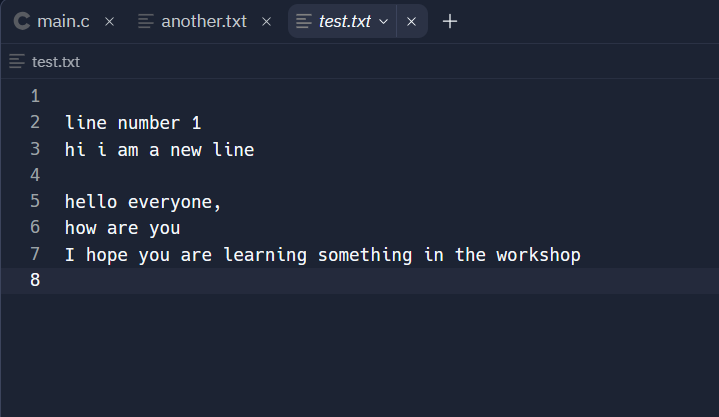 main.c
another.txt
test.txt
test.txt
1
2 line number 1
3 hi i am a new line
4
5 hello everyone,
6 how are you
7 I hope you are learning something in the workshop
8